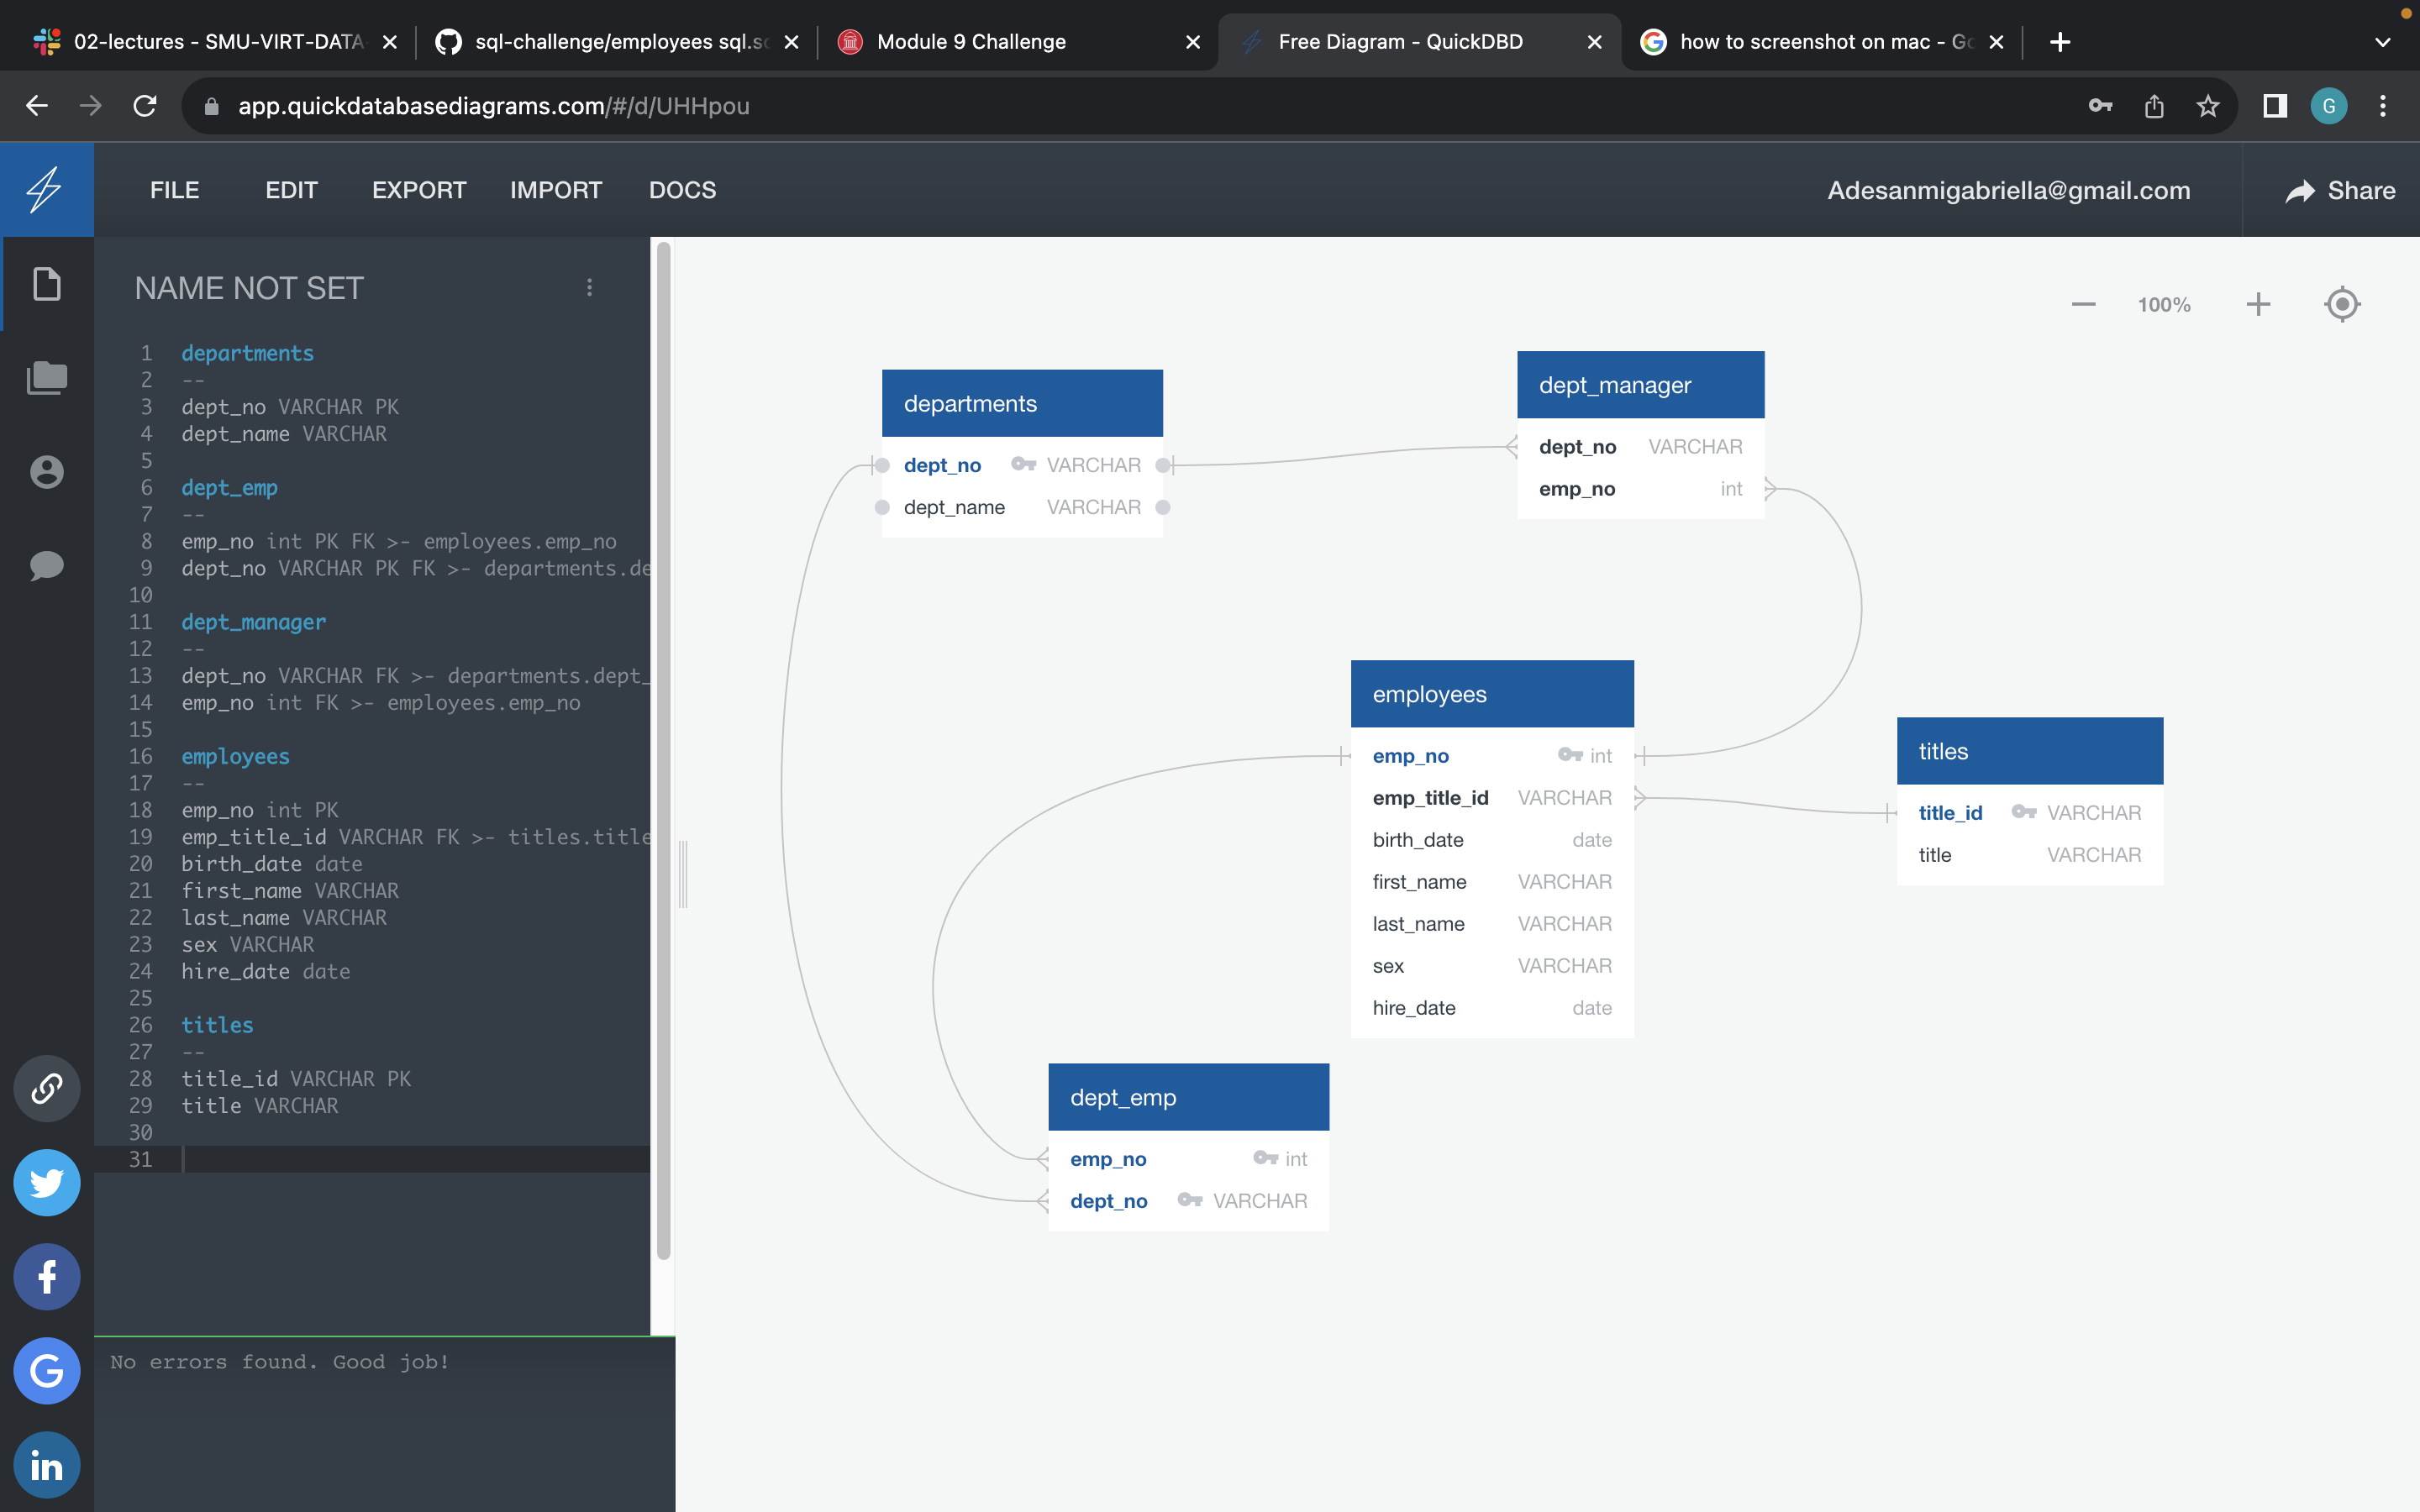 02-lectures - SMU-VIRT-DATA
sql-challenge/employees sql.sc
Module 9 Challenge
Free Diagram - QuickDBD
how to screenshot on mac - Go
app.quickdatabasediagrams.com/#/d/UHHpou
G
FILE EDIT EXPORT IMPORT DOCS
Adesanmigabriella@gmail.com
Share
NAME NOT SET
1 departments
2 --
3 dept_no VARCHAR PK
4 dept_name VARCHAR
5
6 dept_emp
7 --
8 emp_no int PK FK >- employees.emp_no
9 dept_no VARCHAR PK FK >- departments.de
10
11 dept_manager
12 --
13 dept_no VARCHAR FK >- departments.dept_
14 emp_no int FK >- employees.emp_no
15
16 employees
17 --
18 emp_no int PK
19 emp_title_id VARCHAR FK >- titles.title
20 birth_date date
21 first_name VARCHAR
22 last_name VARCHAR
23 sex VARCHAR
24 hire_date date
25
26 titles
27 --
28 title_id VARCHAR PK
29 title VARCHAR
30
31
No errors found. Good job!
100%
departments
dept_no VARCHAR
dept_name VARCHAR
dept_manager
dept_no VARCHAR
emp_no int
employees
emp_no int
emp_title_id VARCHAR
birth_date date
first_name VARCHAR
last_name VARCHAR
sex VARCHAR
hire_date date
titles
title_id VARCHAR
title VARCHAR
dept_emp
emp_no int
dept_no VARCHAR